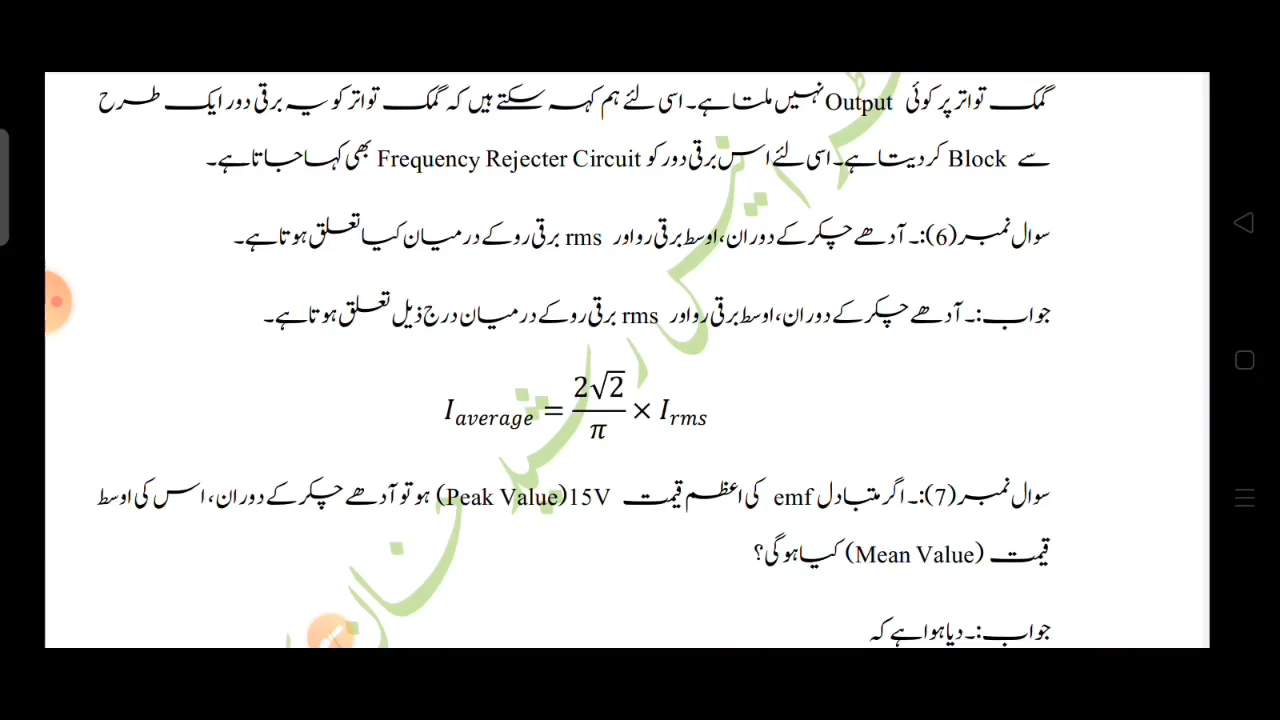 گمک تواتر پر کوئی Output نہیں ملتا ہے۔ اسی لئے ہم کہہ سکتے ہیں کہ گمک تواتر کو یہ برقی دور ایک طرح
سے Block کر دیتا ہے۔ اسی لئے اس برقی دور کو Frequency Rejecter Circuit بھی کہا جاتا ہے۔
سوال نمبر (6):۔ آدھے چکر کے دوران، اوسط برقی رو اور rms برقی رو کے درمیان کیا تعلق ہوتا ہے۔
جواب:۔ آدھے چکر کے دوران، اوسط برقی رو اور rms برقی رو کے درمیان درج ذیل تعلق ہوتا ہے۔
I_average = 2√2/π × I_rms
سوال نمبر (7):۔ اگر متبادل emf کی اعظم قیمت 15V(Peak Value) ہو تو آدھے چکر کے دوران، اس کی اوسط
قیمت (Mean Value) کیا ہوگی؟
جواب:۔ دیا ہوا ہے کہ